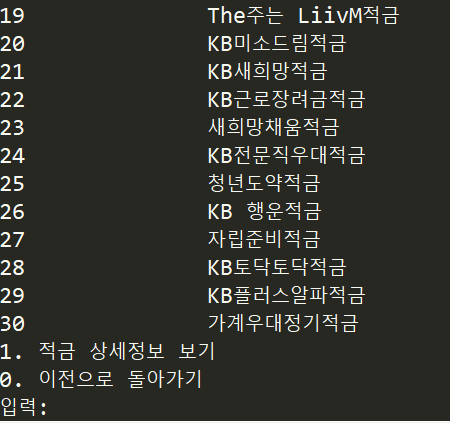 19 The주는 LiivM적금
20 KB미소드림적금
21 KB새희망적금
22 KB근로장려금적금
23 새희망채움적금
24 KB전문직우대적금
25 청년도약적금
26 KB 행운적금
27 자립준비적금
28 KB토닥토닥적금
29 KB플러스알파적금
30 가계우대정기적금
1. 적금 상세정보 보기
0. 이전으로 돌아가기
입력: